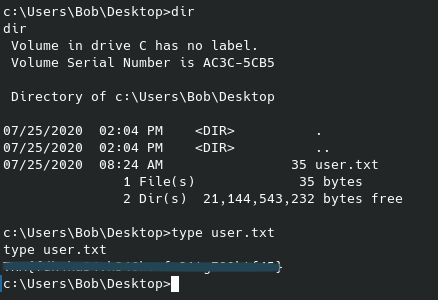 c:\Users\Bob\Desktop>dir
dir
 Volume in drive C has no label.
 Volume Serial Number is AC3C-5CB5

 Directory of c:\Users\Bob\Desktop

07/25/2020  02:04 PM    <DIR>          .
07/25/2020  02:04 PM    <DIR>          ..
07/25/2020  08:24 AM                35 user.txt
               1 File(s)             35 bytes
               2 Dir(s)  21,144,543,232 bytes free

c:\Users\Bob\Desktop>type user.txt
type user.txt
c:\Users\Bob\Desktop>